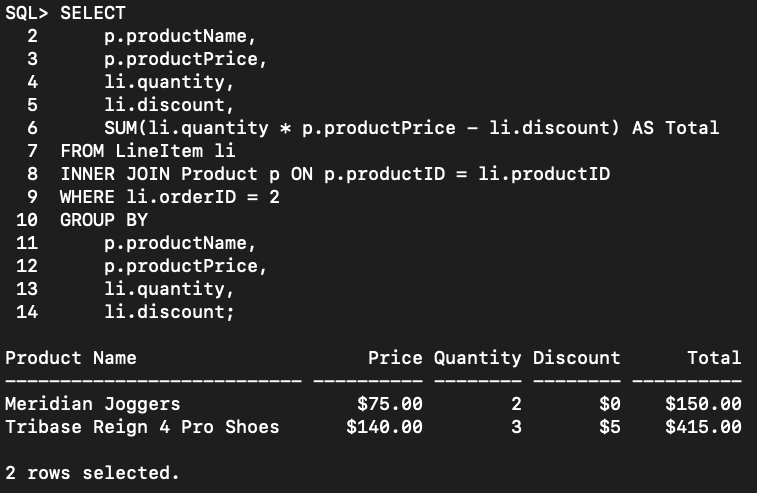 SQL> SELECT
  2      p.productName,
  3      p.productPrice,
  4      li.quantity,
  5      li.discount,
  6      SUM(li.quantity * p.productPrice - li.discount) AS Total
  7  FROM LineItem li
  8  INNER JOIN Product p ON p.productID = li.productID
  9  WHERE li.orderID = 2
 10  GROUP BY
 11      p.productName,
 12      p.productPrice,
 13      li.quantity,
 14      li.discount;

Product Name                     Price Quantity Discount      Total
--------------------------- ---------- -------- -------- ----------
Meridian Joggers                $75.00        2       $0    $150.00
Tribase Reign 4 Pro Shoes      $140.00        3       $5    $415.00

2 rows selected.